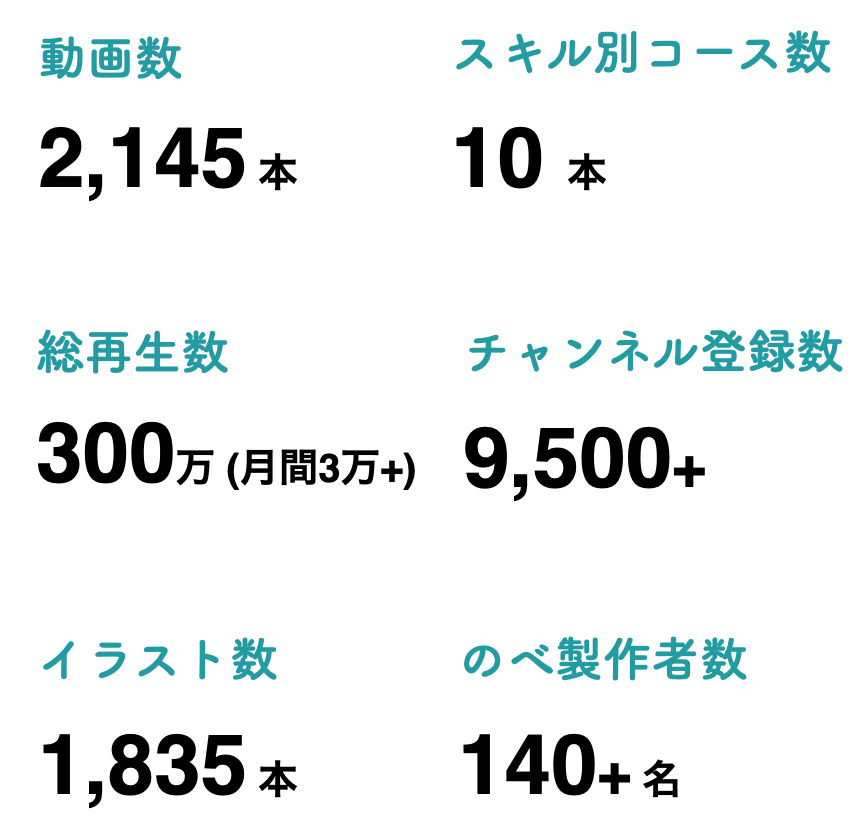 動画数
2,145 本
スキル別コース数
10 本
総再生数
300万 (月間3万+)
チャンネル登録数
9,500+
イラスト数
1,835 本
のべ製作者数
140+ 名